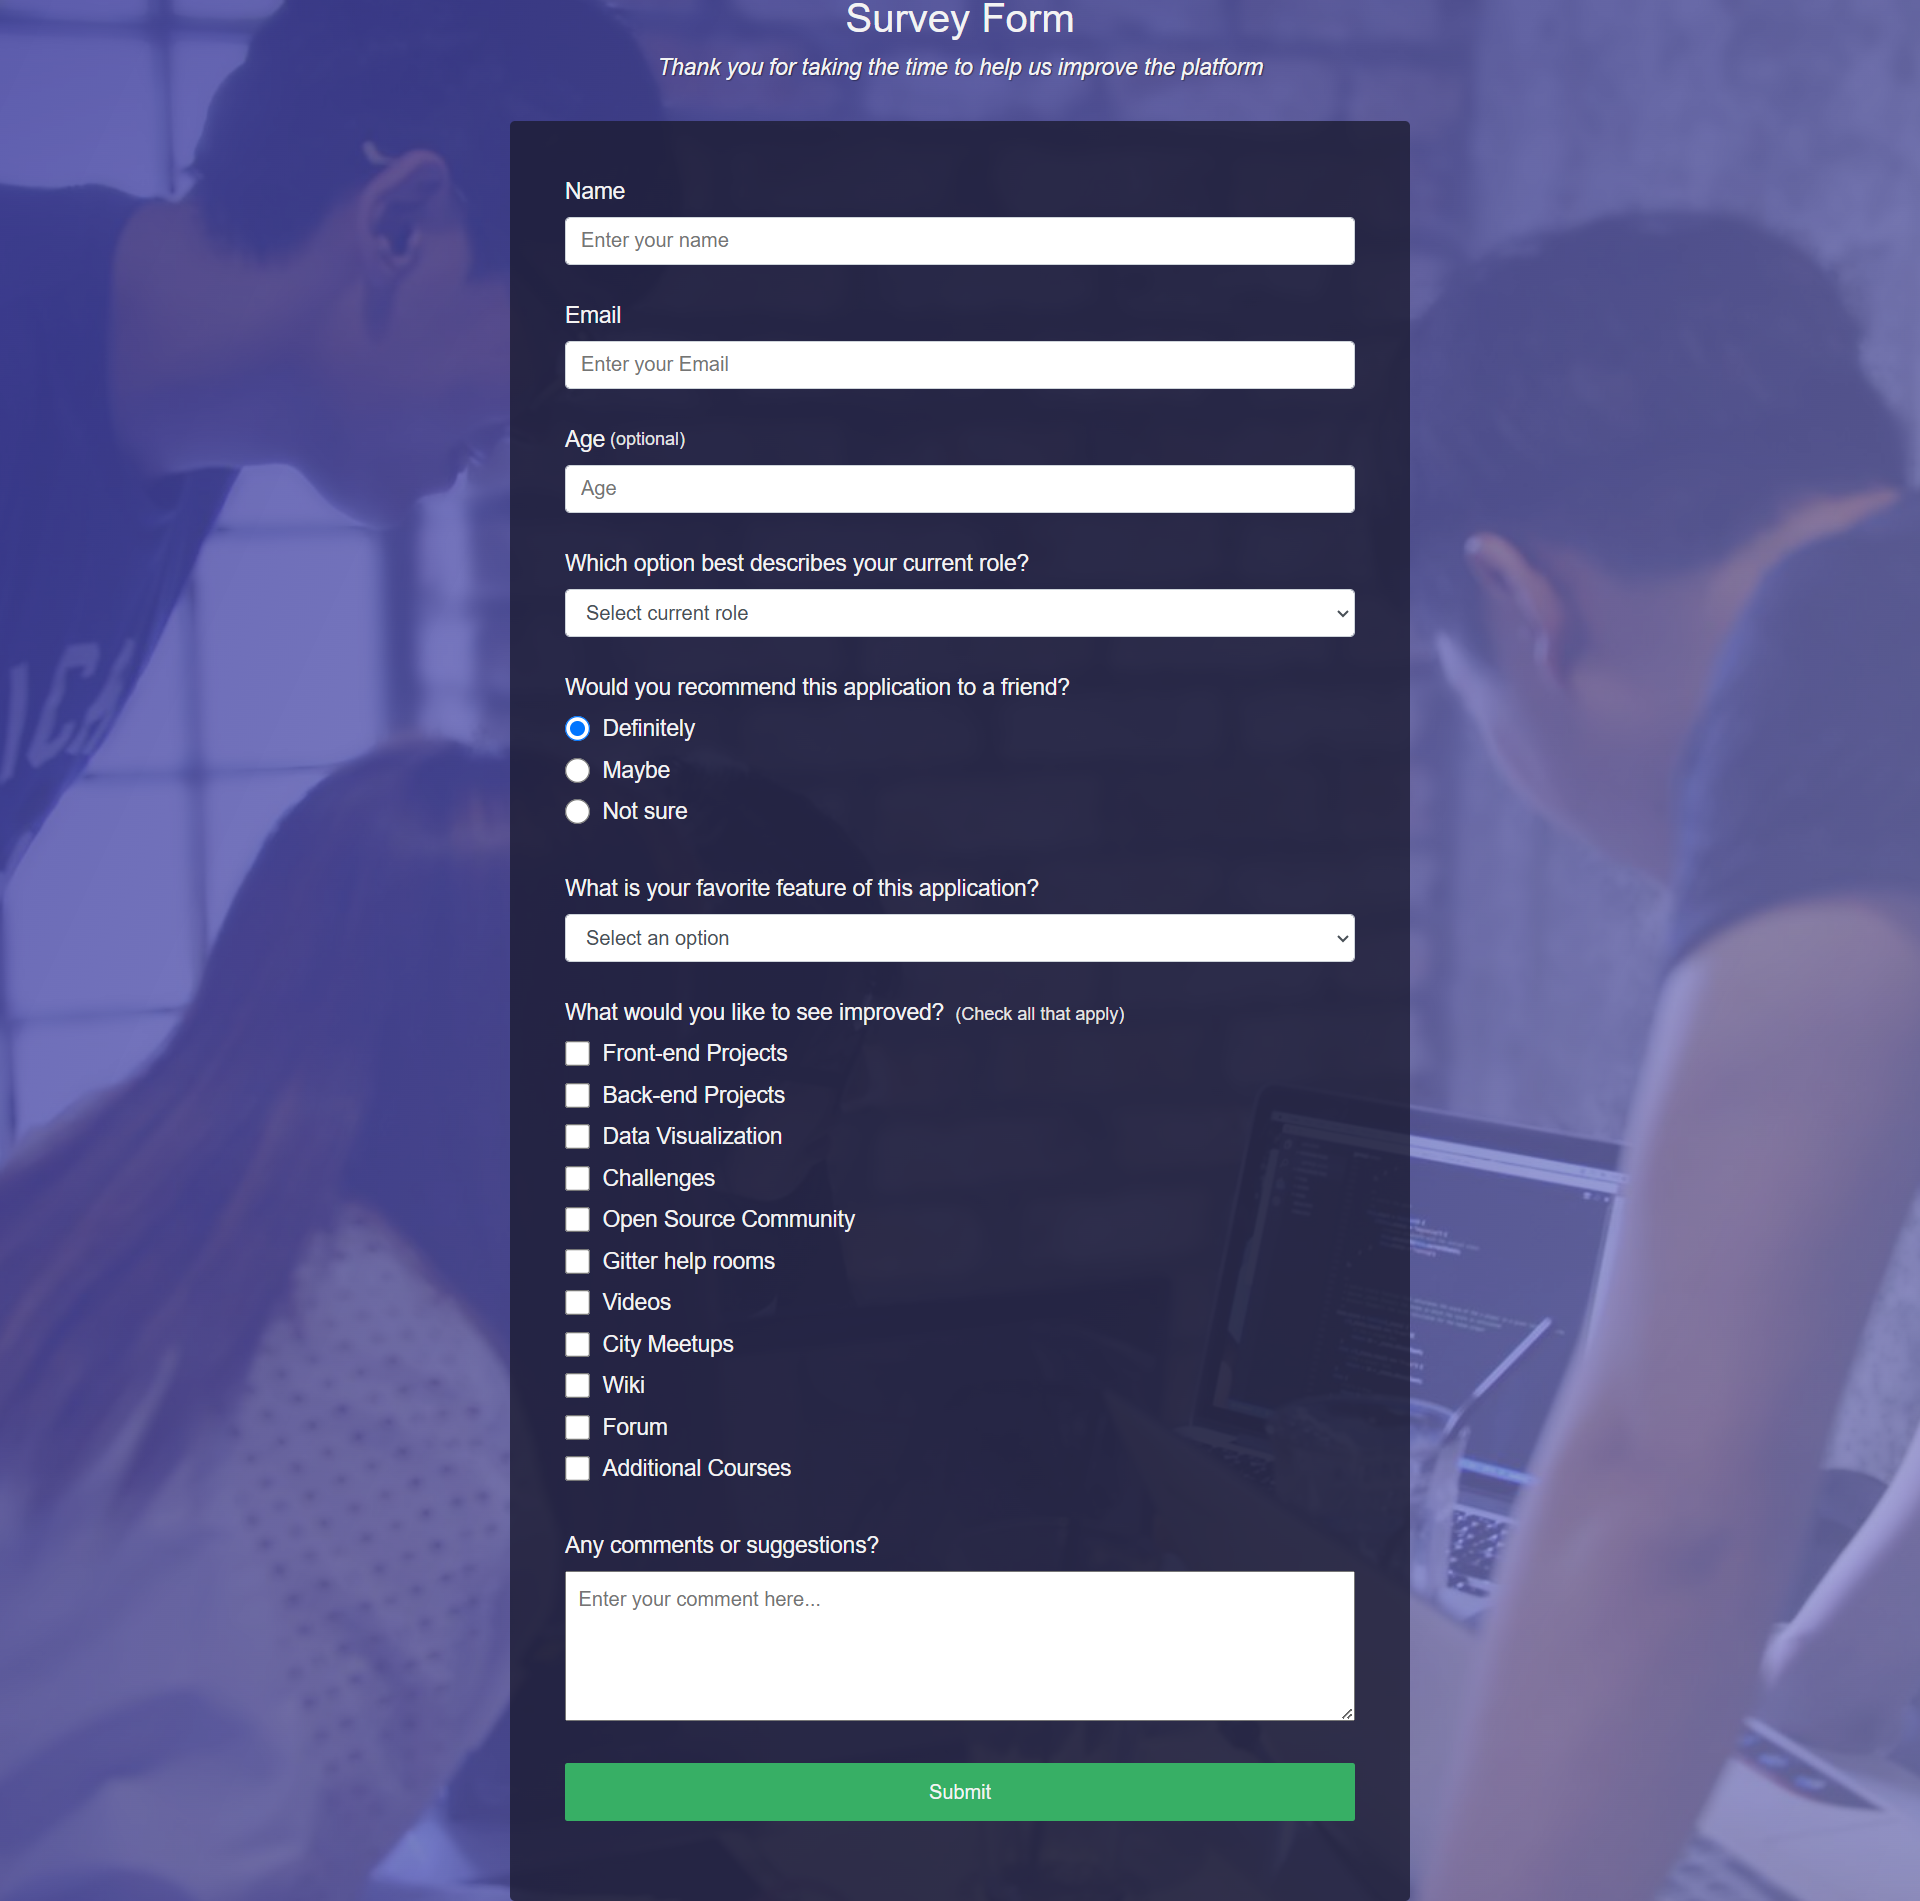 Survey Form
Thank you for taking the time to help us improve the platform
Name
Enter your name
Email
Enter your Email
Age (optional)
Age
Which option best describes your current role?
Select current role
Would you recommend this application to a friend?
Definitely
Maybe
Not sure
What is your favorite feature of this application?
Select an option
What would you like to see improved? (Check all that apply)
Front-end Projects
Back-end Projects
Data Visualization
Challenges
Open Source Community
Gitter help rooms
Videos
City Meetups
Wiki
Forum
Additional Courses
Any comments or suggestions?
Enter your comment here...
Submit
ICA